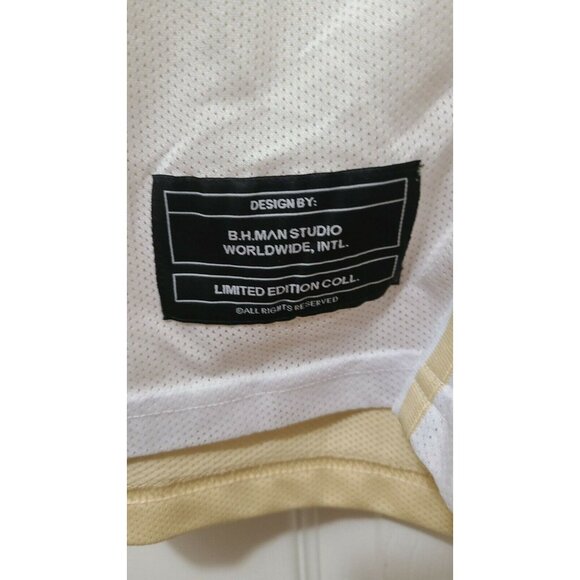 DESIGN BY:
B.H.MAN STUDIO
WORLDWIDE, INTL.
LIMITED EDITION COLL.
©ALL RIGHTS RESERVED